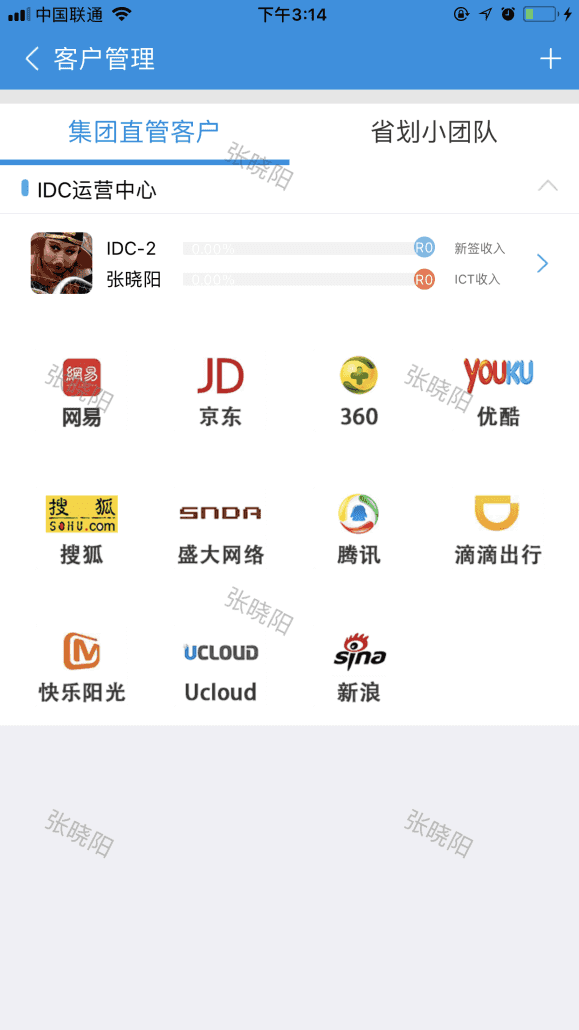 中国联通 下午3:14
客户管理
集团直管客户 省划小团队
张晓阳
IDC运营中心
IDC-2 0.00% R0 新签收入
张晓阳 0.00% R0 ICT收入
網易 JD YOUKU
张晓阳 张晓阳
网易 京东 360 优酷
搜狐 SOHU.com SNDA
搜狐 盛大网络 腾讯 滴滴出行
张晓阳
UCLOUD sina
快乐阳光 Ucloud 新浪
张晓阳 张晓阳